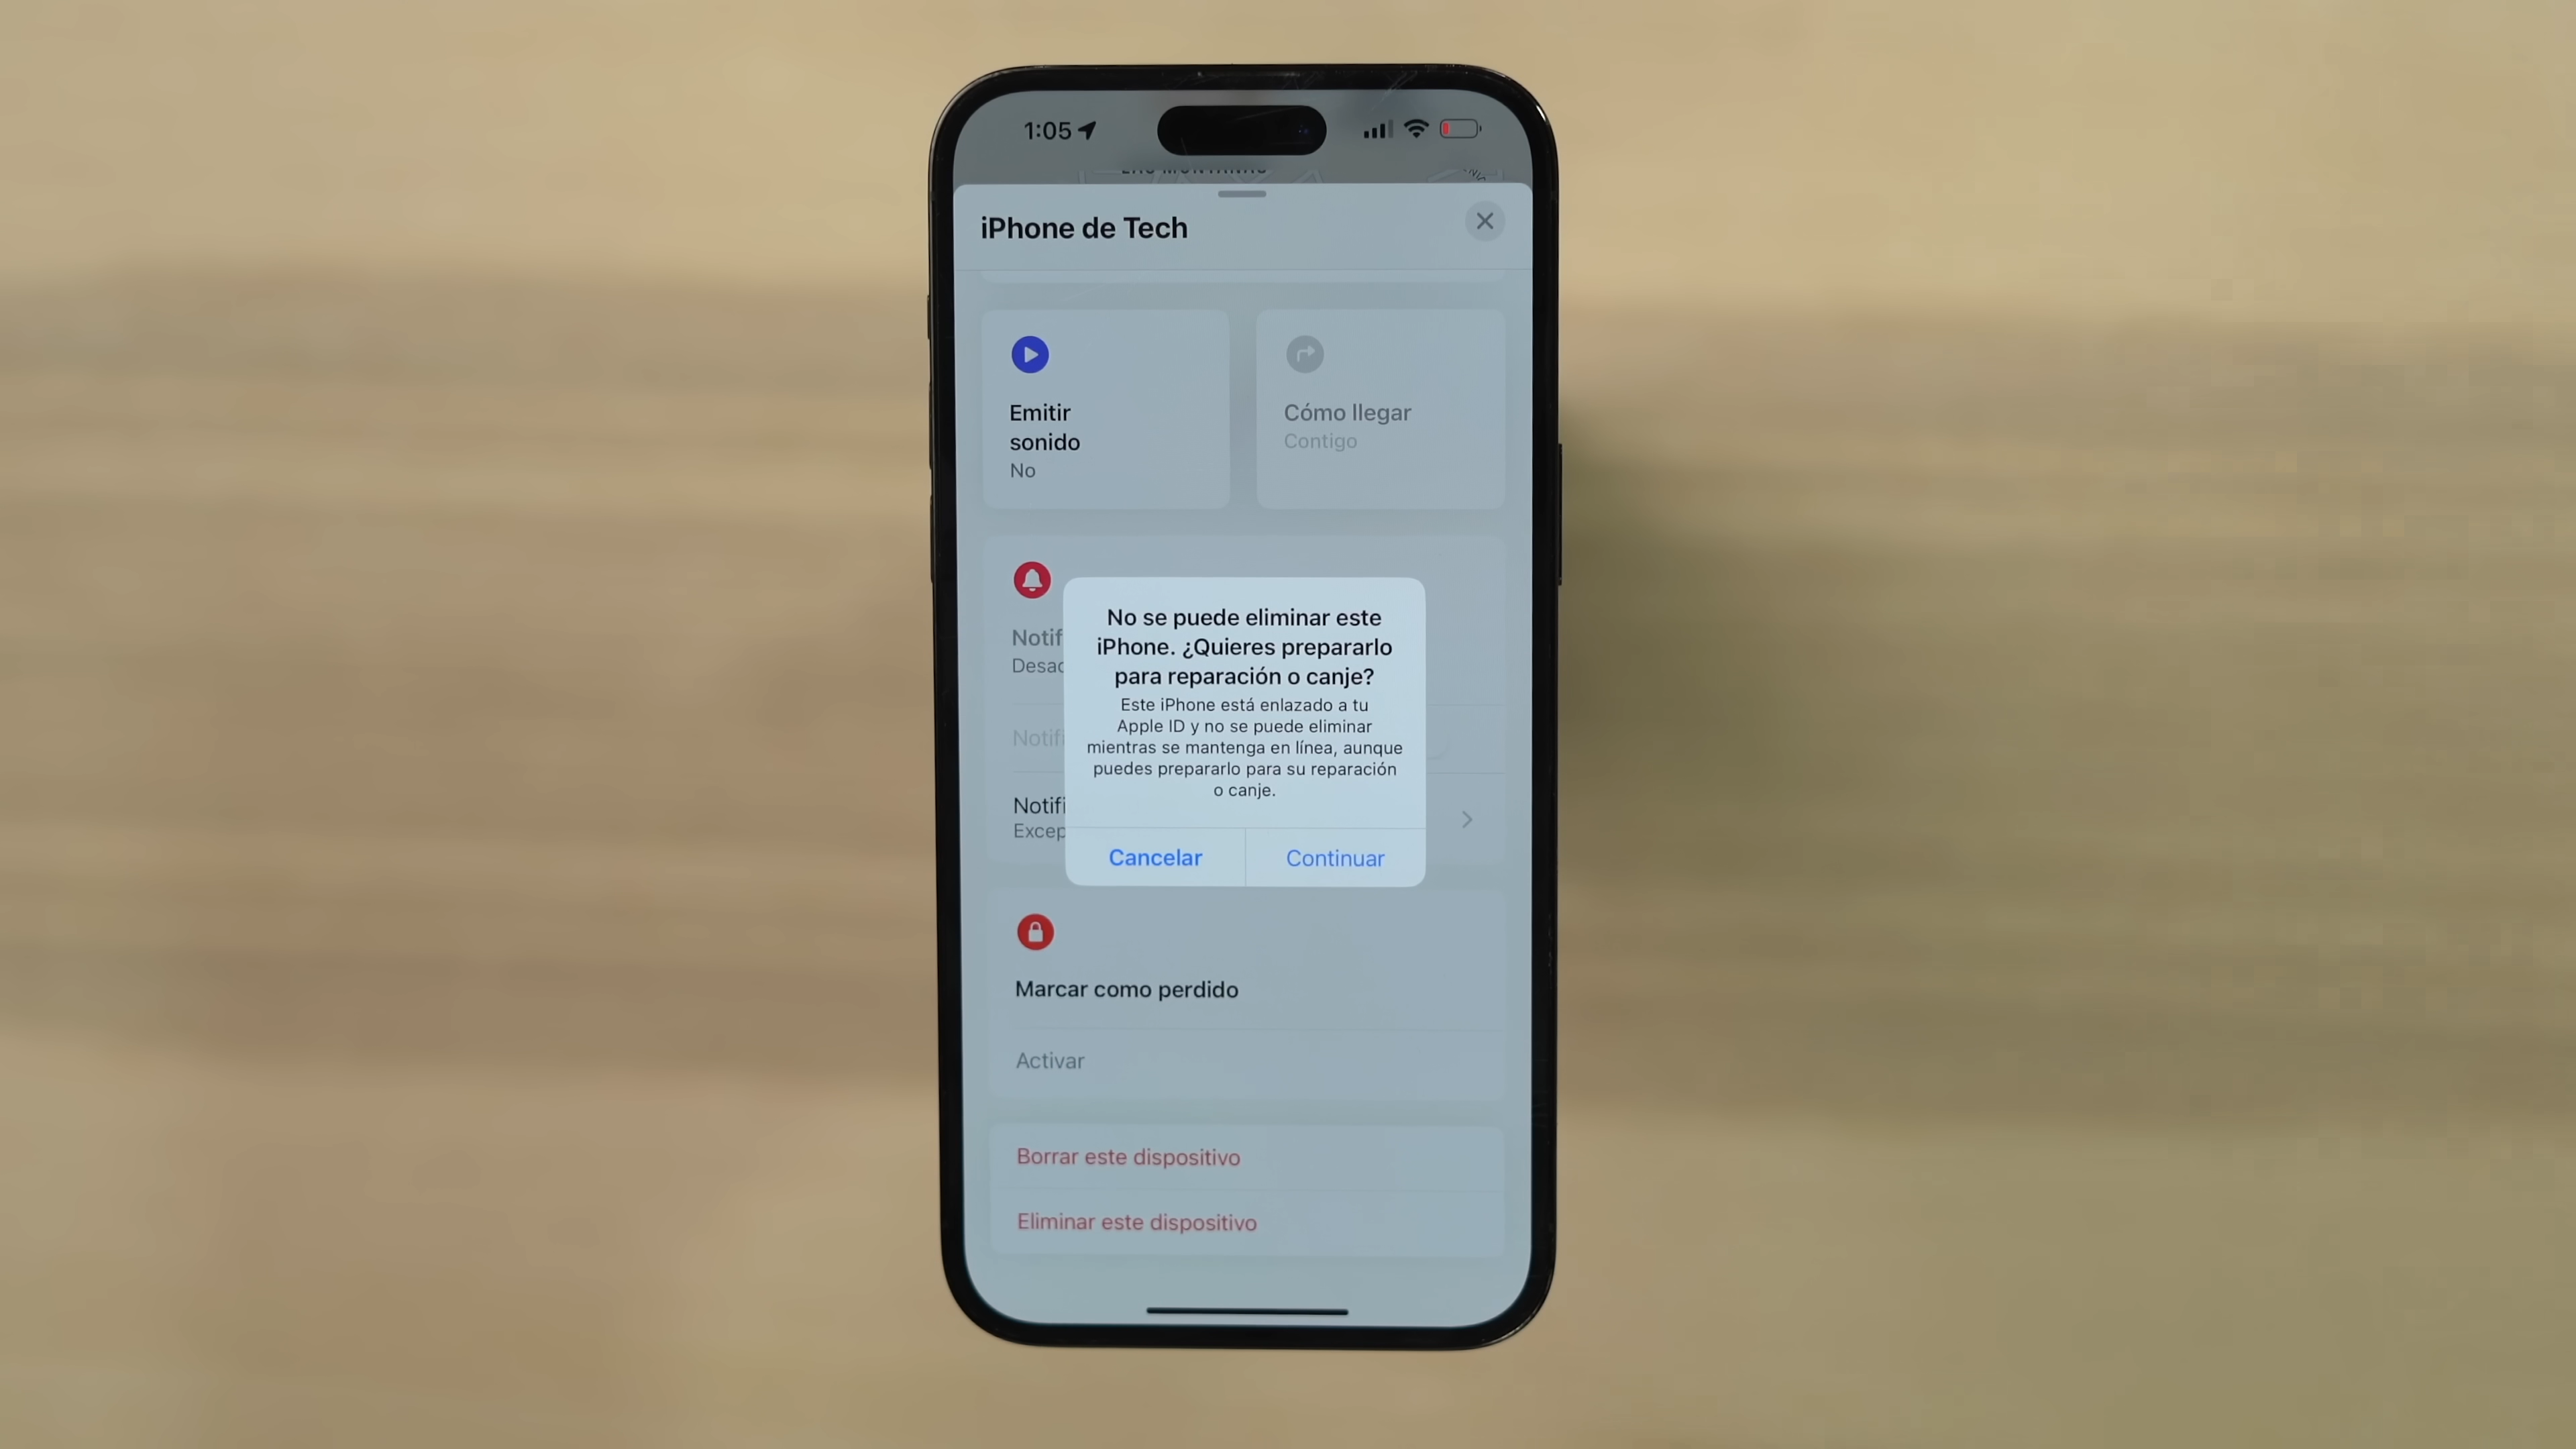 1:05
LAS MONTAÑAS
iPhone de Tech
Emitir
sonido
No
Cómo llegar
Contigo
Notif
Desac
Notifi
Notifi
Excep
No se puede eliminar este
iPhone. ¿Quieres prepararlo
para reparación o canje?
Este iPhone está enlazado a tu
Apple ID y no se puede eliminar
mientras se mantenga en línea, aunque
puedes prepararlo para su reparación
o canje.
Cancelar
Continuar
Marcar como perdido
Activar
Borrar este dispositivo
Eliminar este dispositivo